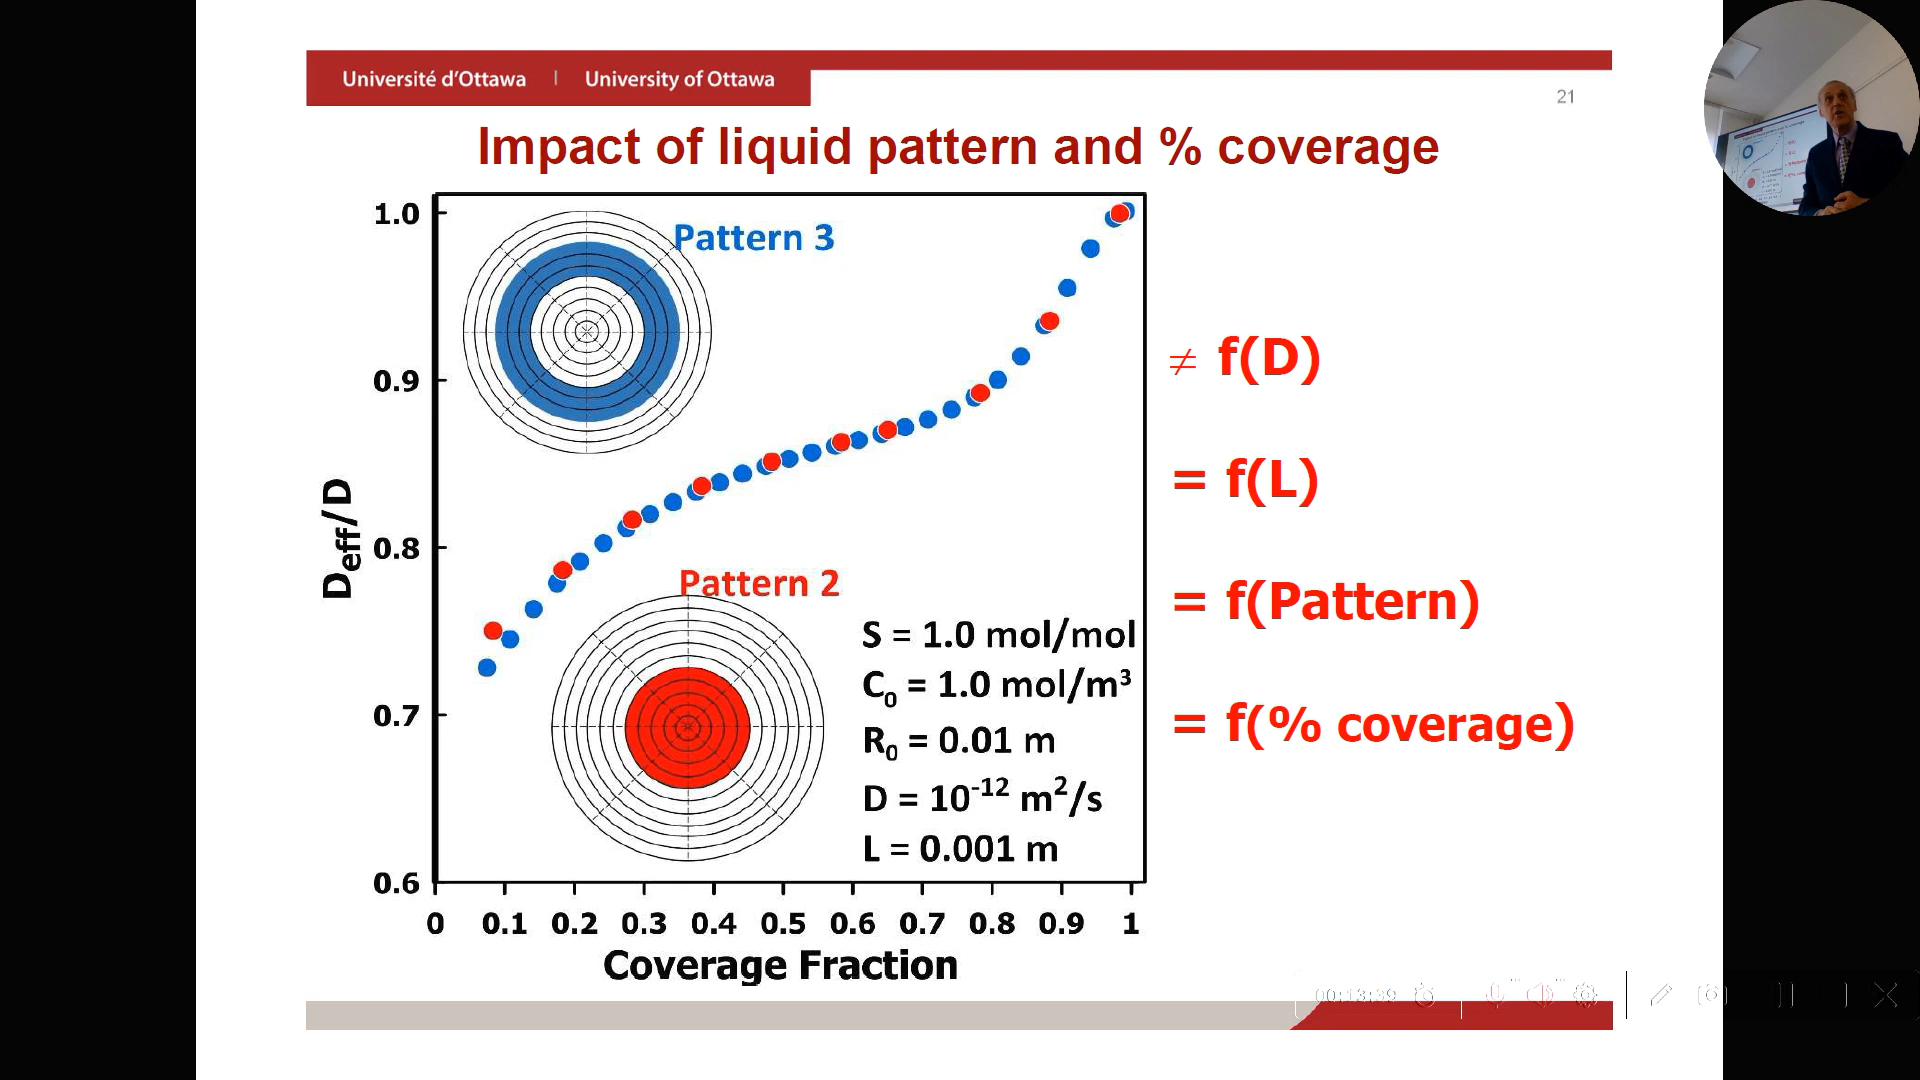 Université d'Ottawa | University of Ottawa
21
Impact of liquid pattern and % coverage
1.0
0.9
0.8
0.7
0.6
Deff/D
Pattern 3
Pattern 2
S = 1.0 mol/mol
C₀ = 1.0 mol/m³
R₀ = 0.01 m
D = 10⁻¹² m²/s
L = 0.001 m
0 0.1 0.2 0.3 0.4 0.5 0.6 0.7 0.8 0.9 1
Coverage Fraction
≠ f(D)
= f(L)
= f(Pattern)
= f(% coverage)
00:13:39